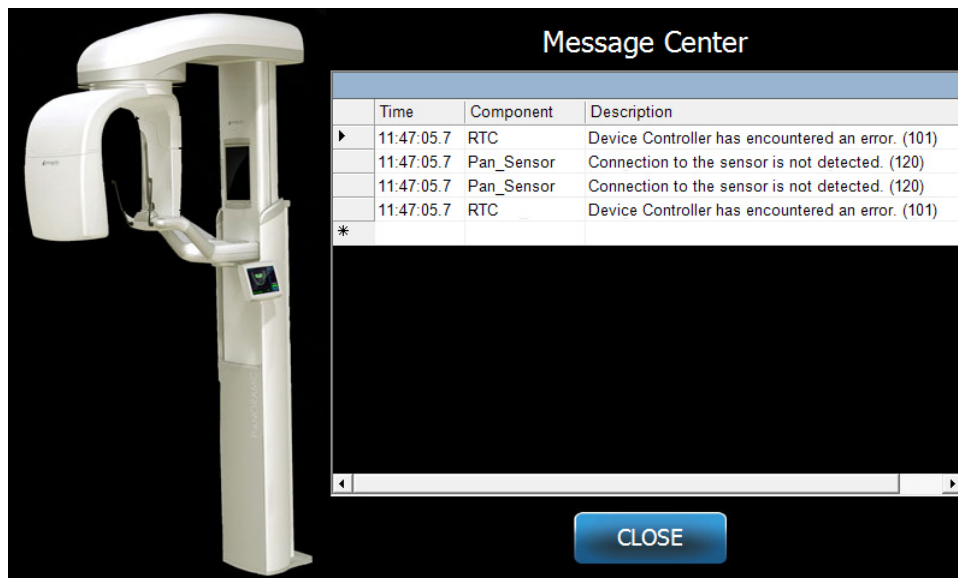 Message Center
Time Component Description
11:47:05.7 RTC Device Controller has encountered an error. (101)
11:47:05.7 Pan_Sensor Connection to the sensor is not detected. (120)
11:47:05.7 Pan_Sensor Connection to the sensor is not detected. (120)
11:47:05.7 RTC Device Controller has encountered an error. (101)
PANORAMIC
CLOSE